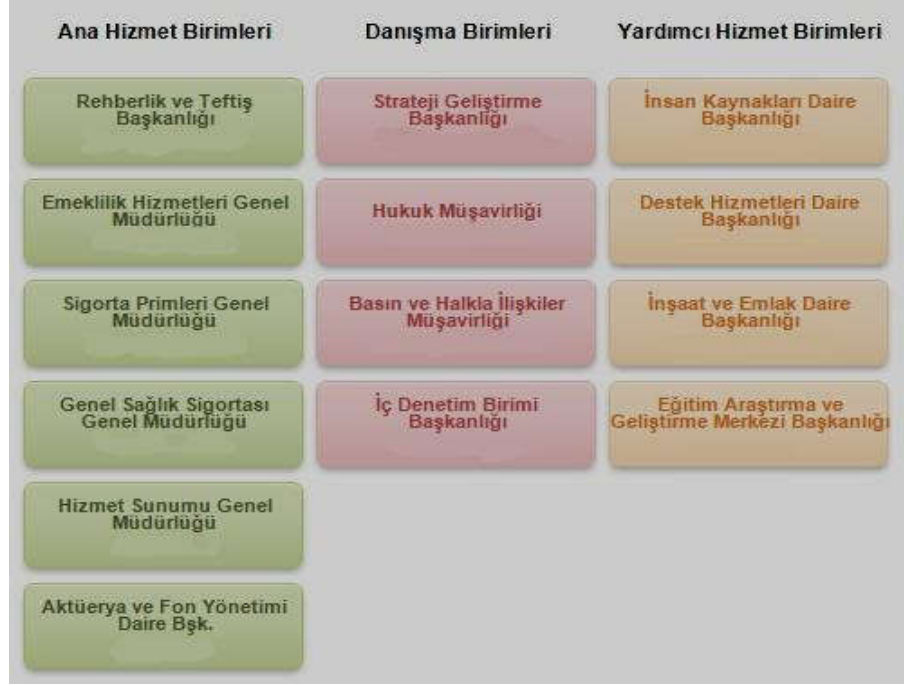 Ana Hizmet Birimleri
Danışma Birimleri
Yardımcı Hizmet Birimleri
Rehberlik ve Teftiş
Başkanlığı
Strateji Geliştirme
Başkanlığı
İnsan Kaynakları Daire
Başkanlığı
Emeklilik Hizmetleri Genel
Müdürlüğü
Hukuk Müşavirliği
Destek Hizmetleri Daire
Başkanlığı
Sigorta Primleri Genel
Müdürlüğü
Basın ve Halkla İlişkiler
Müşavirliği
İnşaat ve Emlak Daire
Başkanlığı
Genel Sağlık Sigortası
Genel Müdürlüğü
İç Denetim Birimi
Başkanlığı
Eğitim Araştırma ve
Geliştirme Merkezi Başkanlığı
Hizmet Sunumu Genel
Müdürlüğü
Aktüerya ve Fon Yönetimi
Daire Bşk.